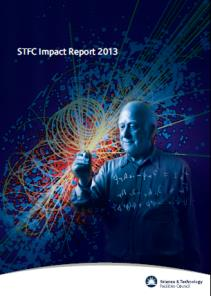 STFC Impact Report 2013
Science & Technology
Facilities Council